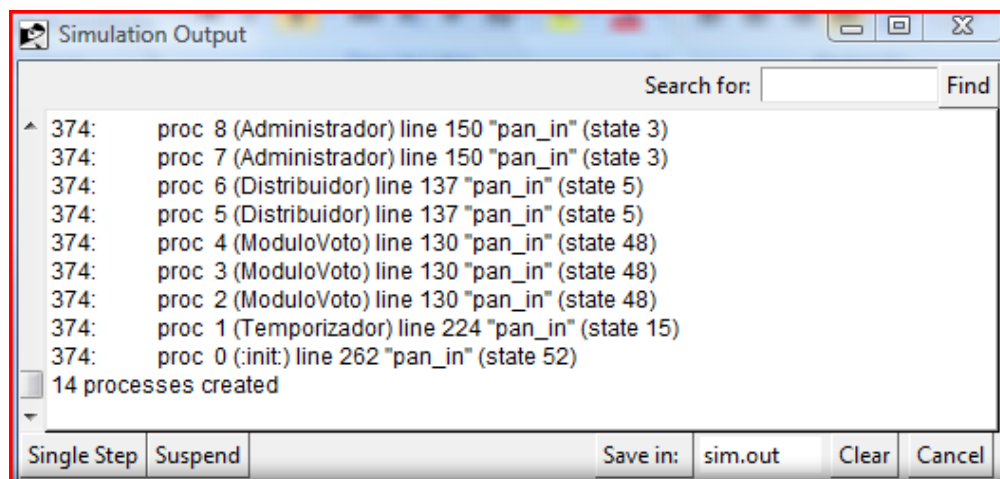 Simulation Output
Search for: Find
374: proc 8 (Administrador) line 150 "pan_in" (state 3)
374: proc 7 (Administrador) line 150 "pan_in" (state 3)
374: proc 6 (Distribuidor) line 137 "pan_in" (state 5)
374: proc 5 (Distribuidor) line 137 "pan_in" (state 5)
374: proc 4 (ModuloVoto) line 130 "pan_in" (state 48)
374: proc 3 (ModuloVoto) line 130 "pan_in" (state 48)
374: proc 2 (ModuloVoto) line 130 "pan_in" (state 48)
374: proc 1 (Temporizador) line 224 "pan_in" (state 15)
374: proc 0 (:init:) line 262 "pan_in" (state 52)
14 processes created
Single Step Suspend Save in: sim.out Clear Cancel